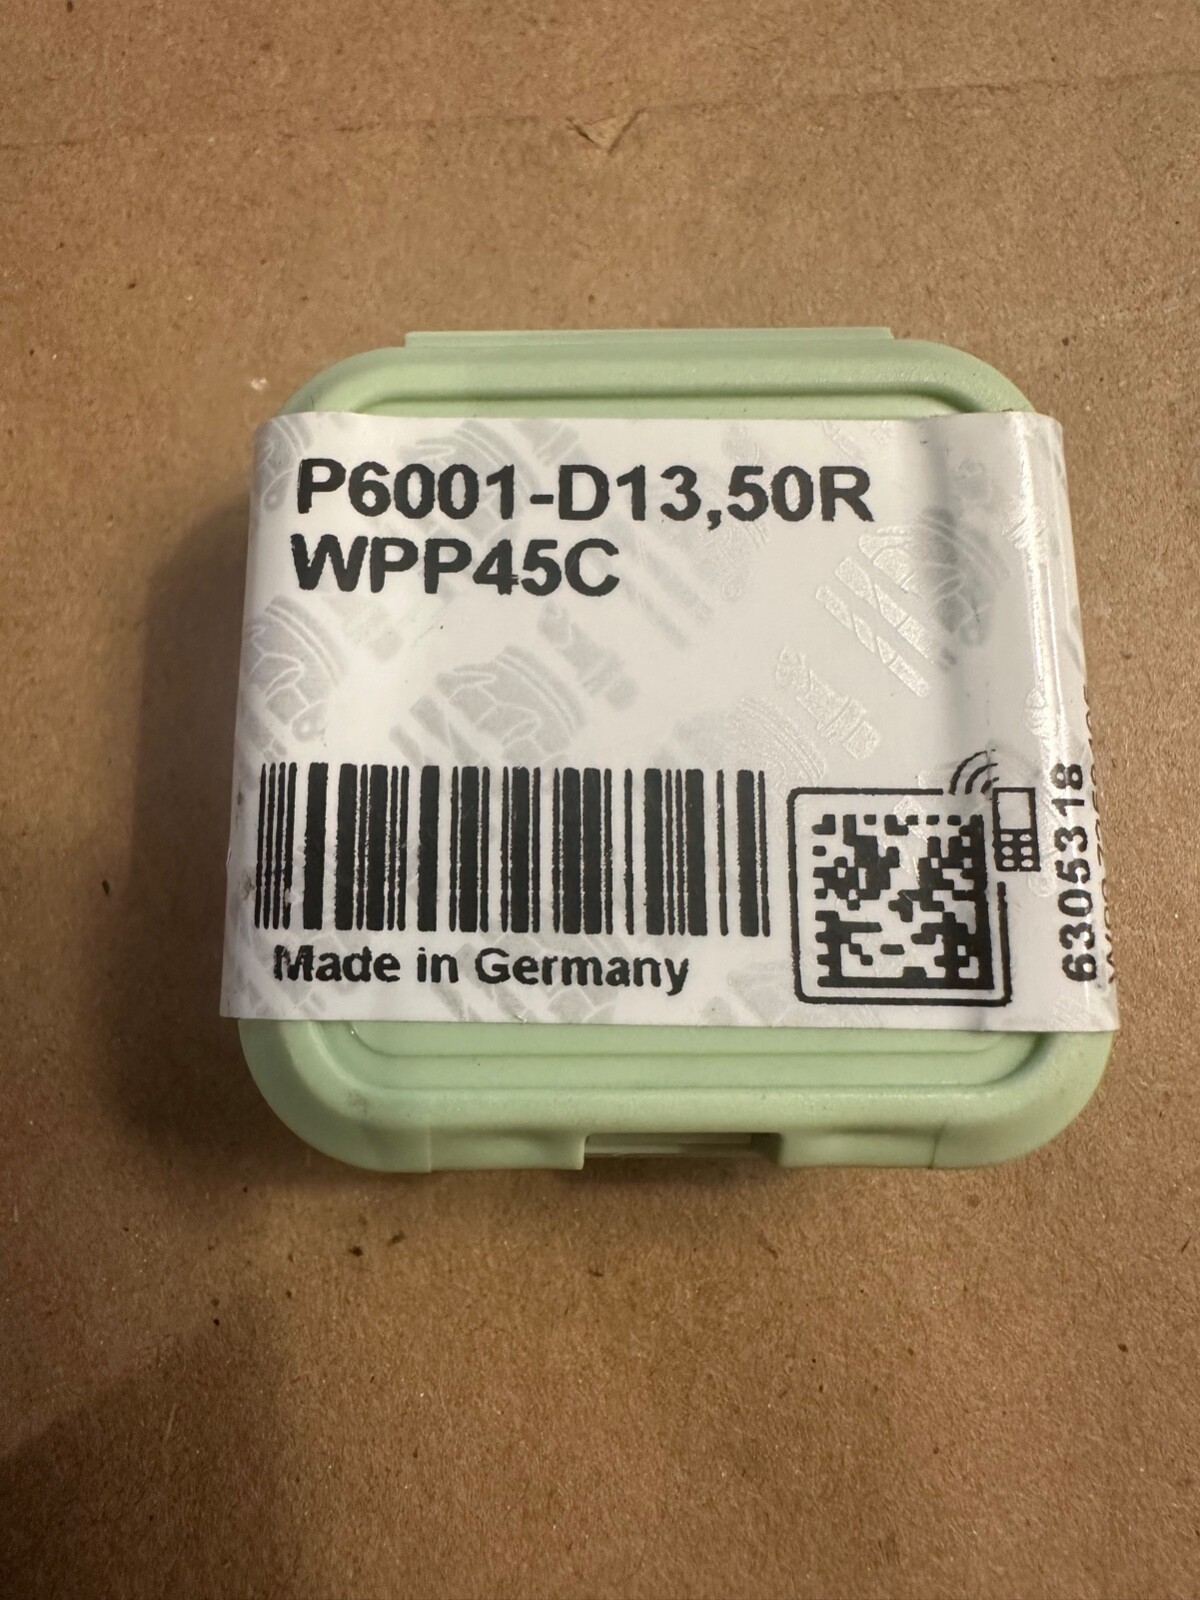 P6001-D13,50R
WPP45C
Made in Germany
6305318